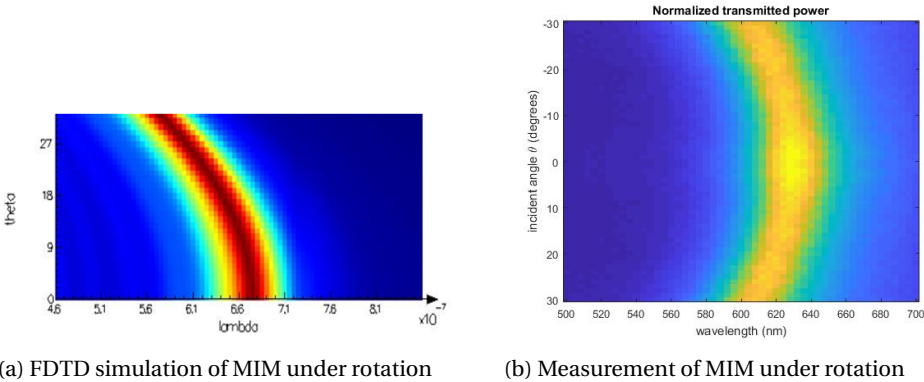 Normalized transmitted power
theta
27
18
9
0
4.6 5.1 5.6 6.1 6.6 7.1 7.6 8.1
lambda
x10 -7
incident angle θ (degrees)
-30
-20
-10
0
10
20
30
500 520 540 560 580 600 620 640 660 680 700
wavelength (nm)
(a) FDTD simulation of MIM under rotation
(b) Measurement of MIM under rotation